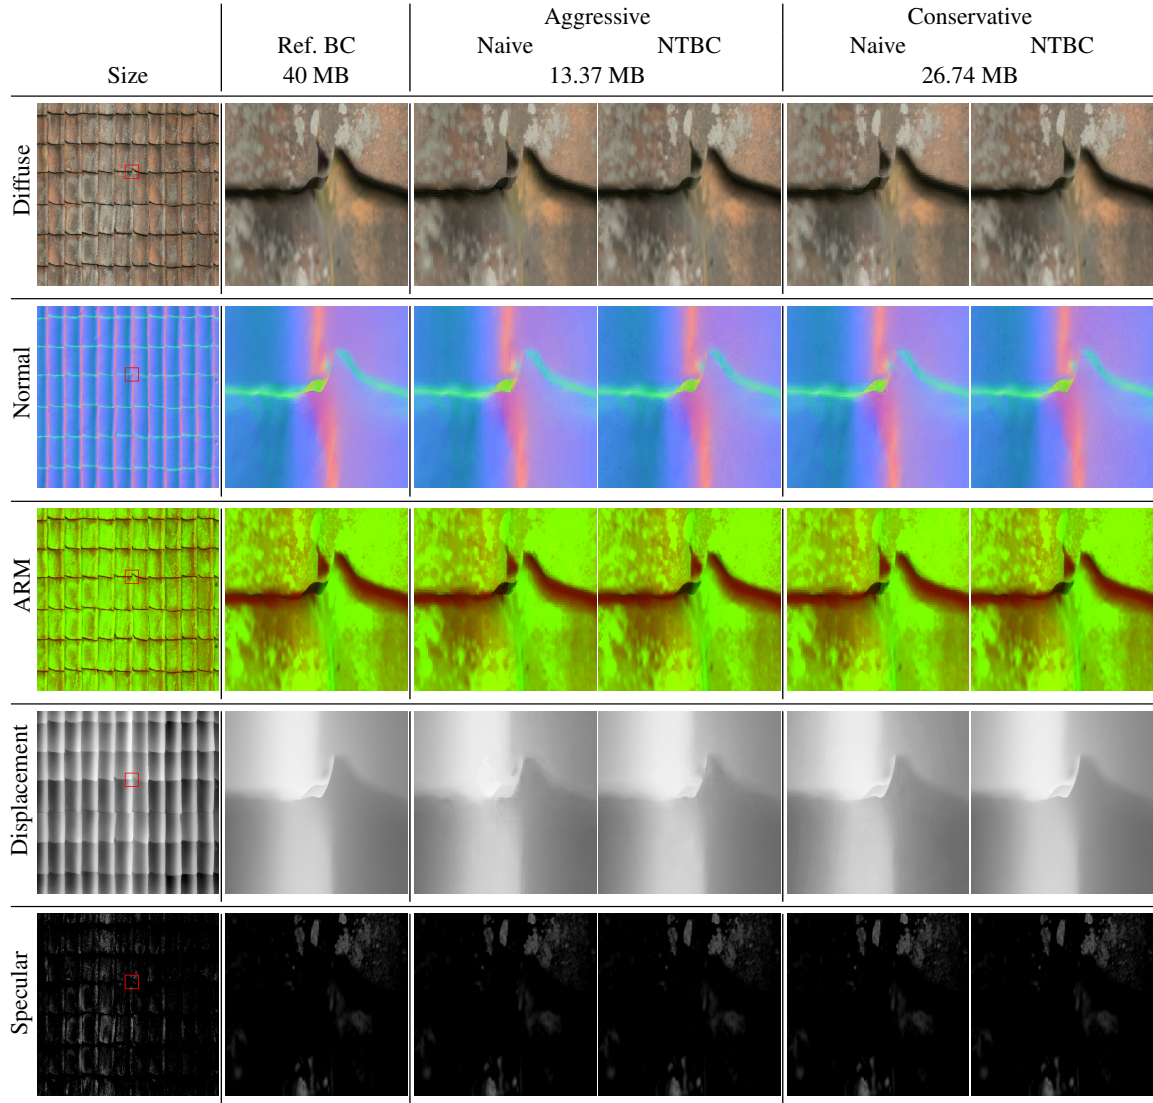 Aggressive Conservative
Ref. BC Naive NTBC Naive NTBC
Size 40 MB 13.37 MB 26.74 MB
Diffuse
Normal
ARM
Displacement
Specular